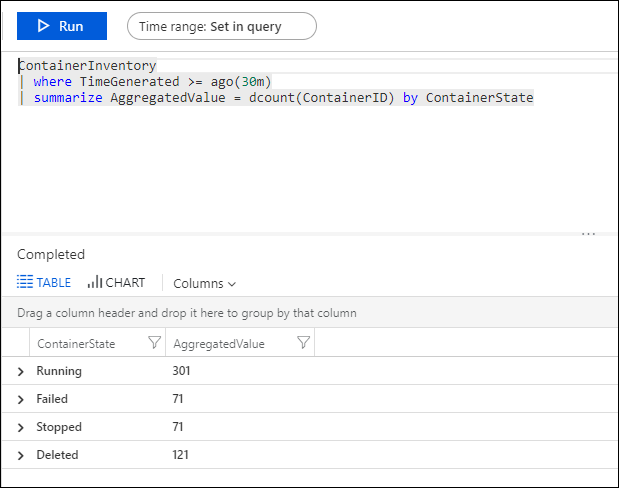 Run Time range: Set in query
ContainerInventory
| where TimeGenerated >= ago(30m)
| summarize AggregatedValue = dcount(ContainerID) by ContainerState
Completed
TABLE CHART Columns
Drag a column header and drop it here to group by that column
ContainerState AggregatedValue
Running 301
Failed 71
Stopped 71
Deleted 121